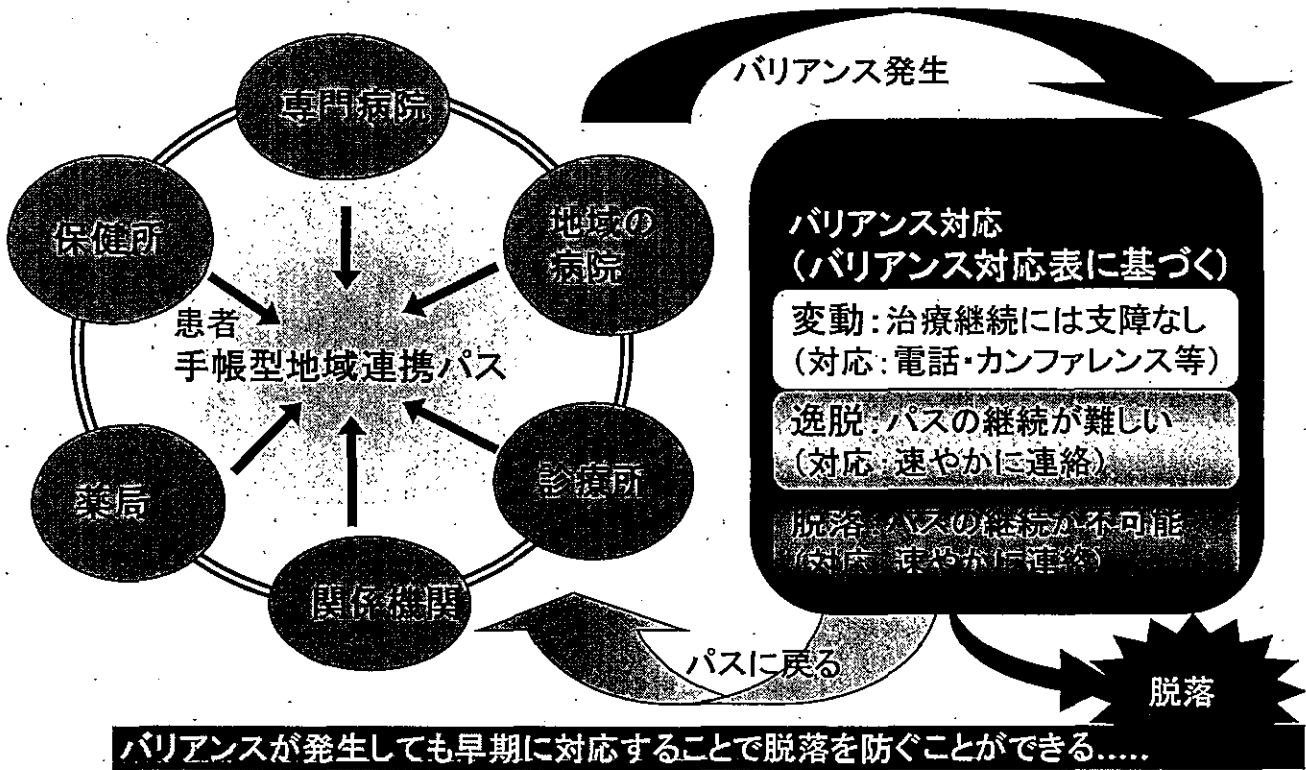 専門病院
保健所
地域の
病院
患者
手帳型地域連携パス
薬局
診療所
関係機関
バリアンス発生
バリアンス対応
(バリアンス対応表に基づく)
変動:治療継続には支障なし
(対応:電話・カンファレンス等)
逸脱:パスの継続が難しい
(対応:速やかに連絡)
脱落:パスの継続が不可能
(対応:速やかに連絡)
パスに戻る
脱落
バリアンスが発生しても早期に対応することで脱落を防ぐことができる.....